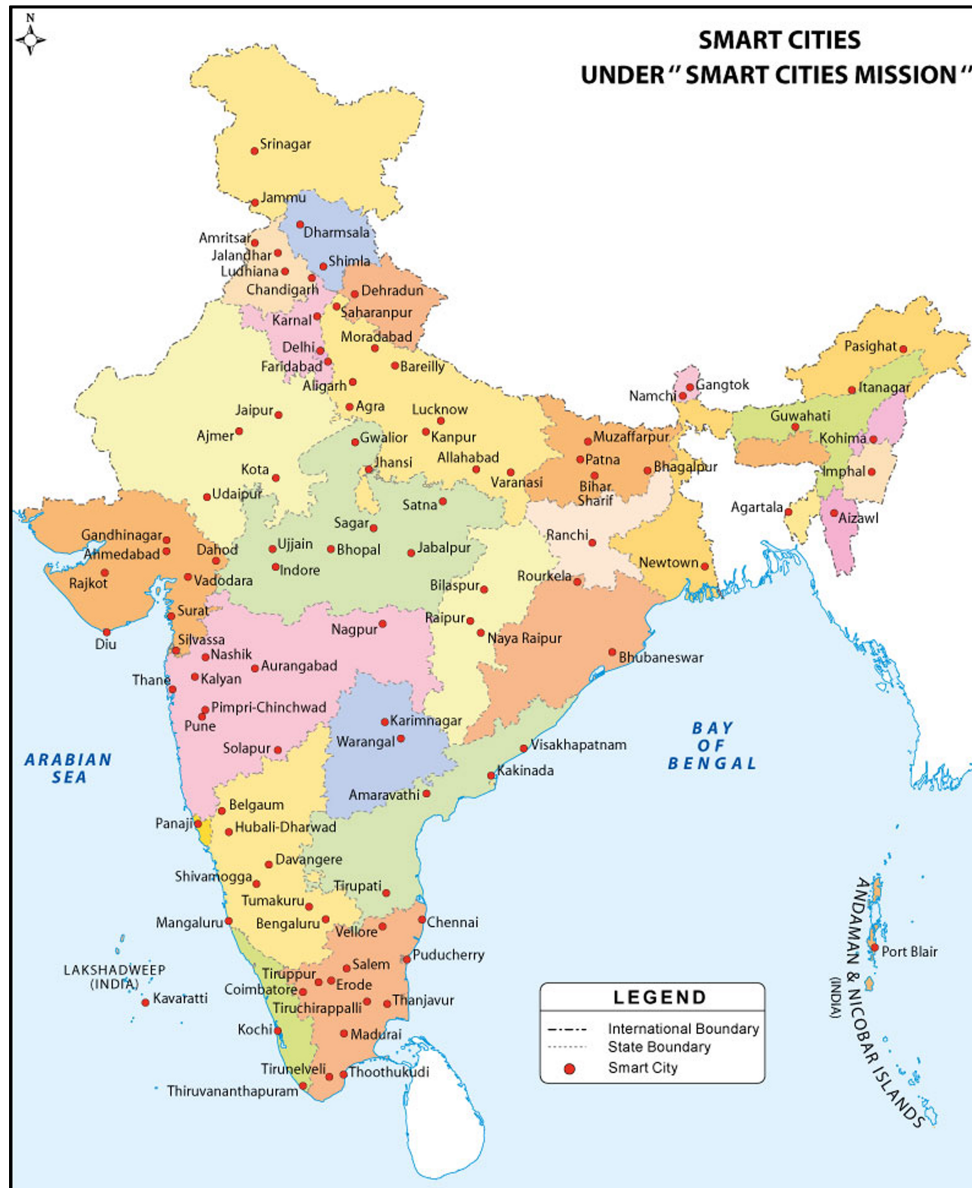 N
SMART CITIES
UNDER " SMART CITIES MISSION "
Srinagar
Jammu
Dharmsala
Amritsar
Jalandhar
Ludhiana
Shimla
Chandigarh
Dehradun
Saharanpur
Karnal
Moradabad
Delhi
Faridabad
Bareilly
Aligarh
Pasighat
Namchi
Gangtok
Itanagar
Jaipur
Agra
Lucknow
Guwahati
Ajmer
Gwalior
Kanpur
Muzaffarpur
Kohima
Kota
Jhansi
Allahabad
Patna
Bhagalpur
Imphal
Varanasi
Bihar
Sharif
Udaipur
Satna
Agartala
Aizawl
Sagar
Gandhinagar
Ahmedabad
Dahod
Ujjain
Bhopal
Jabalpur
Ranchi
Indore
Newtown
Rajkot
Vadodara
Bilaspur
Rourkela
Surat
Raipur
Nagpur
Naya Raipur
Diu
Silvassa
Nashik
Aurangabad
Bhubaneswar
Thane
Kalyan
Pimpri-Chinchwad
Pune
Karimnagar
Warangal
Solapur
Visakhapatnam
BAY
OF
BENGAL
ARABIAN
SEA
Kakinada
Amaravathi
Belgaum
Panaji
Hubali-Dharwad
Davangere
Shivamogga
Tirupati
Tumakuru
Mangaluru
Bengaluru
Vellore
Chennai
Puducherry
Port Blair
ANDAMAN & NICOBAR ISLANDS
(INDIA)
LAKSHADWEEP
(INDIA)
Kavaratti
Salem
Tiruppur
Erode
Coimbatore
Tiruchirappalli
Thanjavur
Kochi
Madurai
Tirunelveli
Thoothukudi
Thiruvananthapuram
LEGEND
International Boundary
State Boundary
Smart City